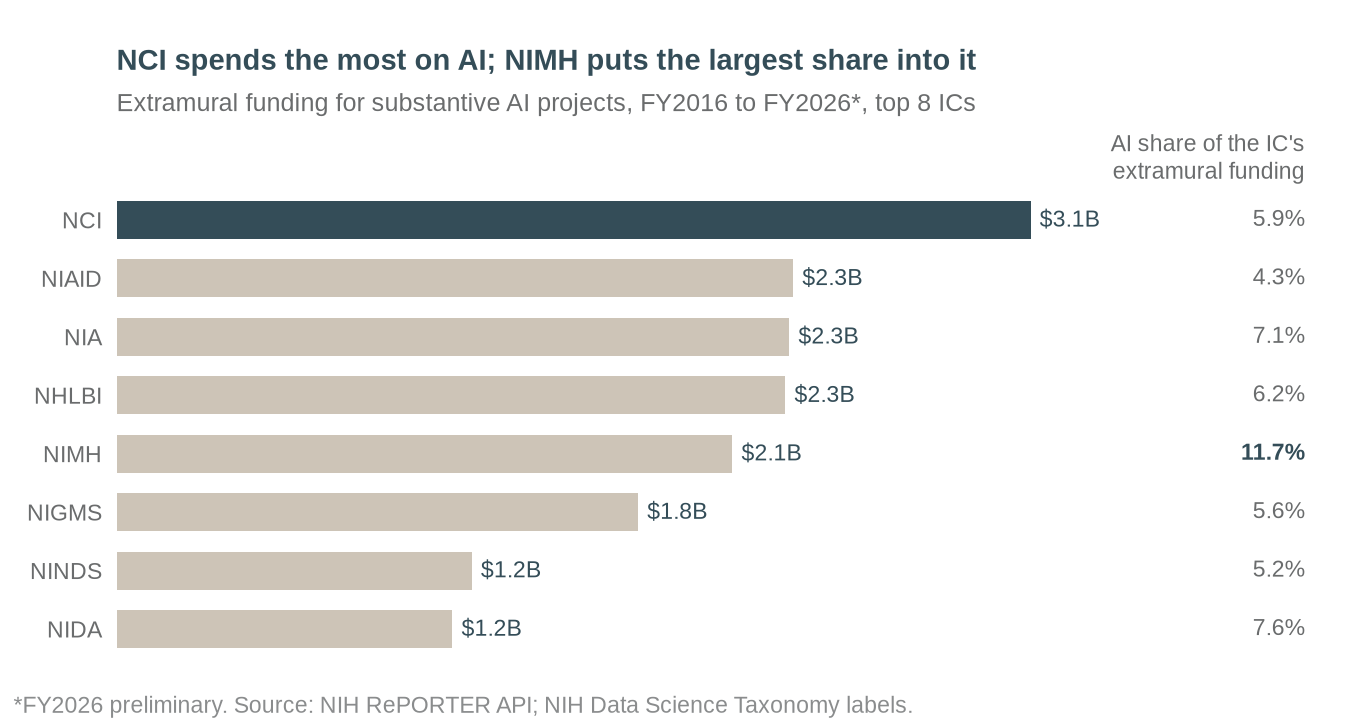 NCI spends the most on AI; NIMH puts the largest share into it
Extramural funding for substantive AI projects, FY2016 to FY2026*, top 8 ICs
AI share of the IC's
extramural funding
NCI $3.1B 5.9%
NIAID $2.3B 4.3%
NIA $2.3B 7.1%
NHLBI $2.3B 6.2%
NIMH $2.1B 11.7%
NIGMS $1.8B 5.6%
NINDS $1.2B 5.2%
NIDA $1.2B 7.6%
*FY2026 preliminary. Source: NIH RePORTER API; NIH Data Science Taxonomy labels.